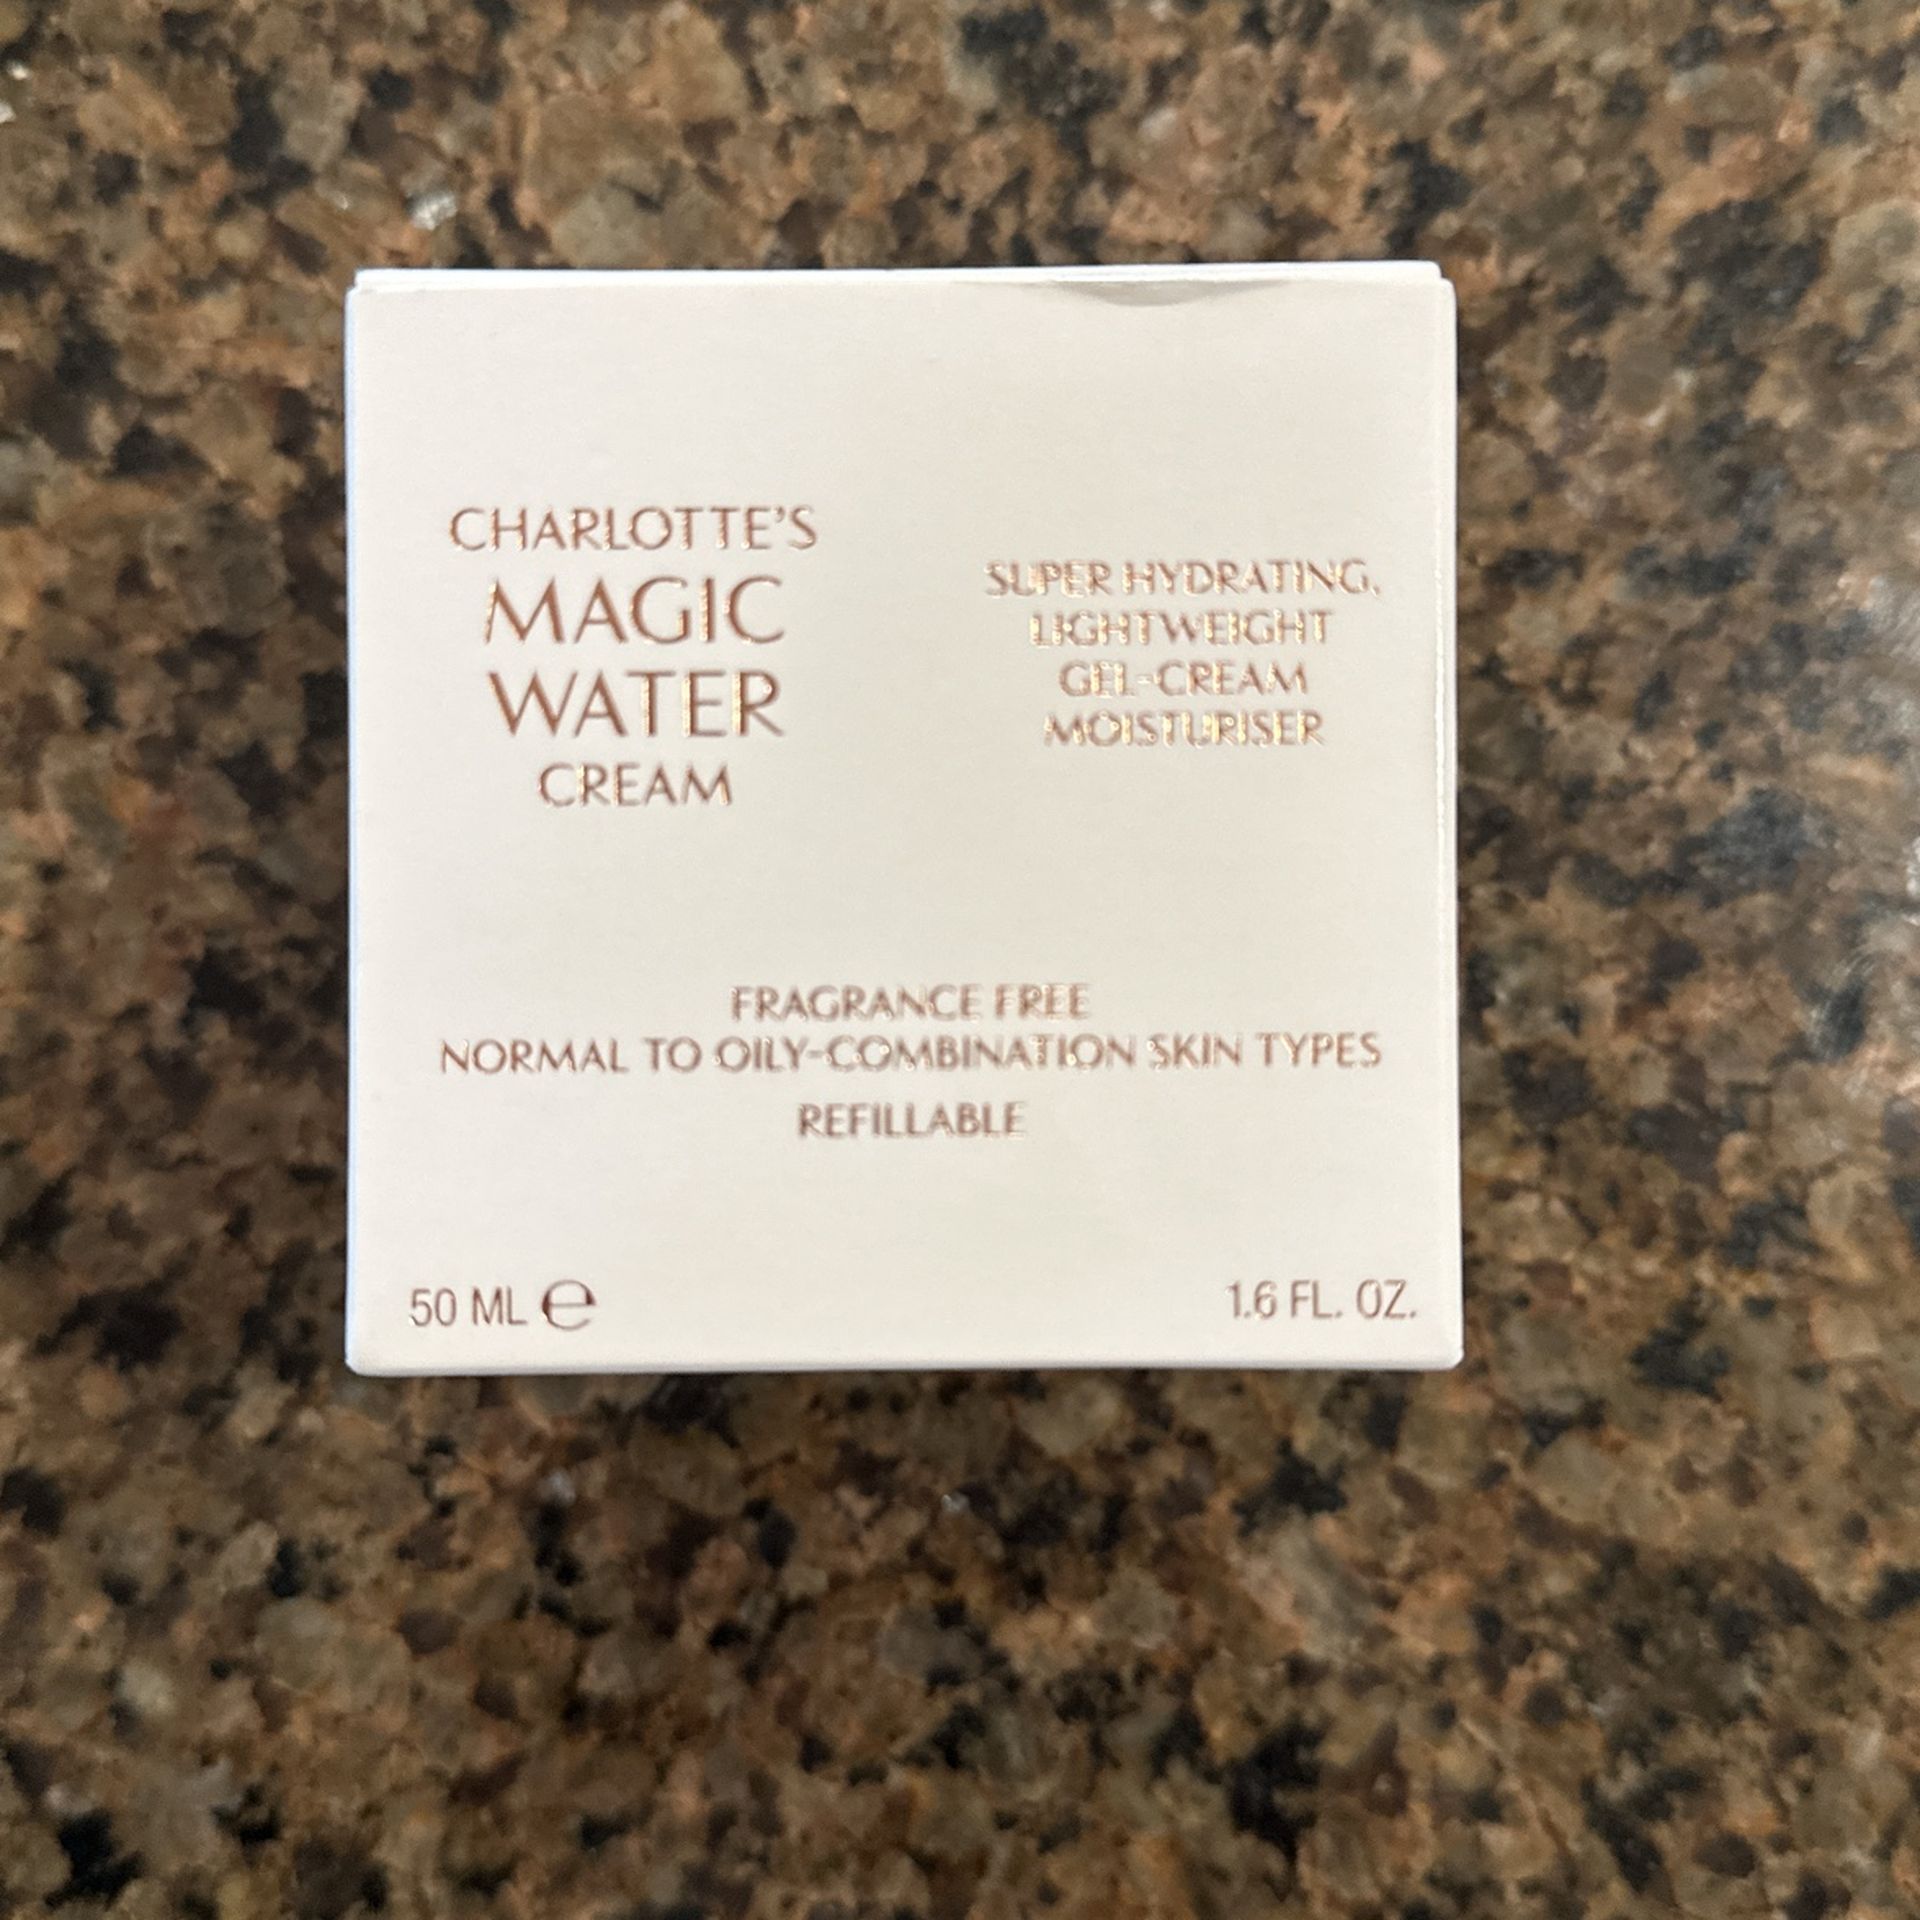 CHARLOTTE'S
MAGIC
WATER
CREAM
SUPER HYDRATING,
LIGHTWEIGHT
GEL-CREAM
MOISTURISER
FRAGRANCE FREE
NORMAL TO OILY-COMBINATION SKIN TYPES
REFILLABLE
50 ML ℮
1.6 FL. OZ.